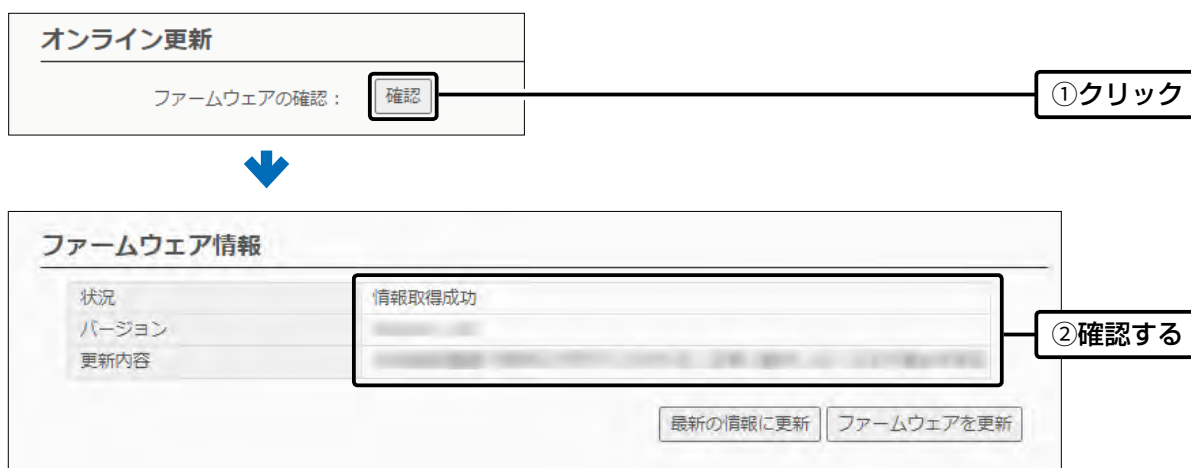 オンライン更新
ファームウェアの確認： 確認
①クリック
ファームウェア情報
状況 情報取得成功
バージョン
更新内容
②確認する
最新の情報に更新 ファームウェアを更新